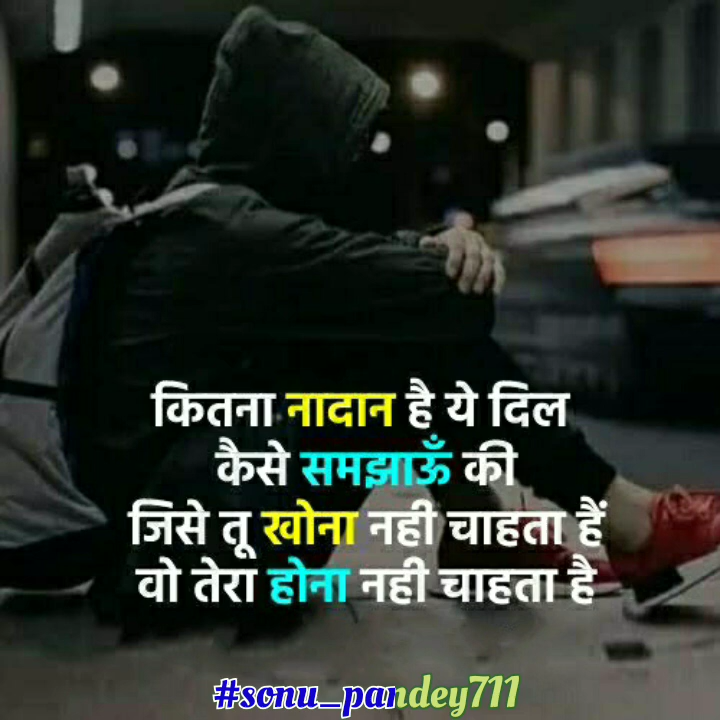 कितना नादान है ये दिल
कैसे समझाऊँ की
जिसे तू खोना नही चाहता हैं
वो तेरा होना नही चाहता है
#sonu_pandey711